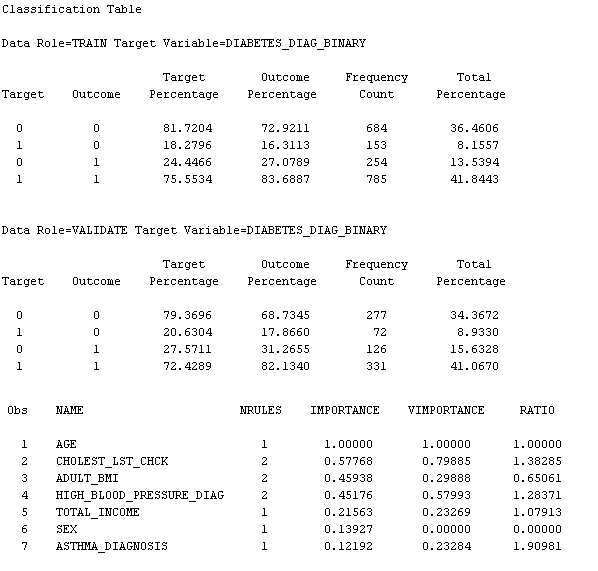 Classification Table
Data Role=TRAIN Target Variable=DIABETES_DIAG_BINARY
Target Outcome Frequency Total
Target Outcome Percentage Percentage Count Percentage
0 0 81.7204 72.9211 684 36.4606
1 0 18.2796 16.3113 153 8.1557
0 1 24.4466 27.0789 254 13.5394
1 1 75.5534 83.6887 785 41.8443
Data Role=VALIDATE Target Variable=DIABETES_DIAG_BINARY
Target Outcome Frequency Total
Target Outcome Percentage Percentage Count Percentage
0 0 79.3696 68.7345 277 34.3672
1 0 20.6304 17.8660 72 8.9330
0 1 27.5711 31.2655 126 15.6328
1 1 72.4289 82.1340 331 41.0670
Obs NAME NRULES IMPORTANCE VIMPORTANCE RATIO
1 AGE 1 1.00000 1.00000 1.00000
2 CHOLEST_LST_CHCK 2 0.57768 0.79885 1.38285
3 ADULT_BMI 2 0.45938 0.29888 0.65061
4 HIGH_BLOOD_PRESSURE_DIAG 2 0.45176 0.57993 1.28371
5 TOTAL_INCOME 1 0.21563 0.23269 1.07913
6 SEX 1 0.13927 0.00000 0.00000
7 ASTHMA_DIAGNOSIS 1 0.12192 0.23284 1.90981